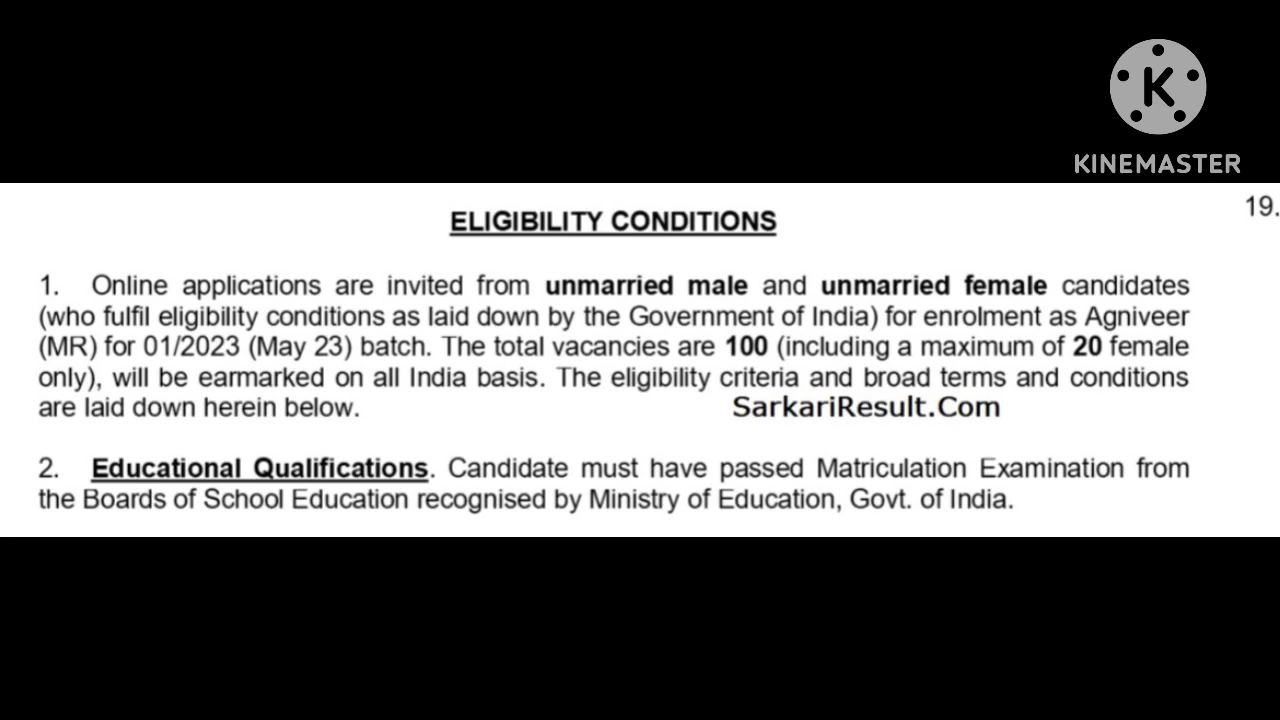 K
KINEMASTER
19.
ELIGIBILITY CONDITIONS
1. Online applications are invited from unmarried male and unmarried female candidates
(who fulfil eligibility conditions as laid down by the Government of India) for enrolment as Agniveer
(MR) for 01/2023 (May 23) batch. The total vacancies are 100 (including a maximum of 20 female
only), will be earmarked on all India basis. The eligibility criteria and broad terms and conditions
are laid down herein below.
SarkariResult.Com
2. Educational Qualifications. Candidate must have passed Matriculation Examination from
the Boards of School Education recognised by Ministry of Education, Govt. of India.